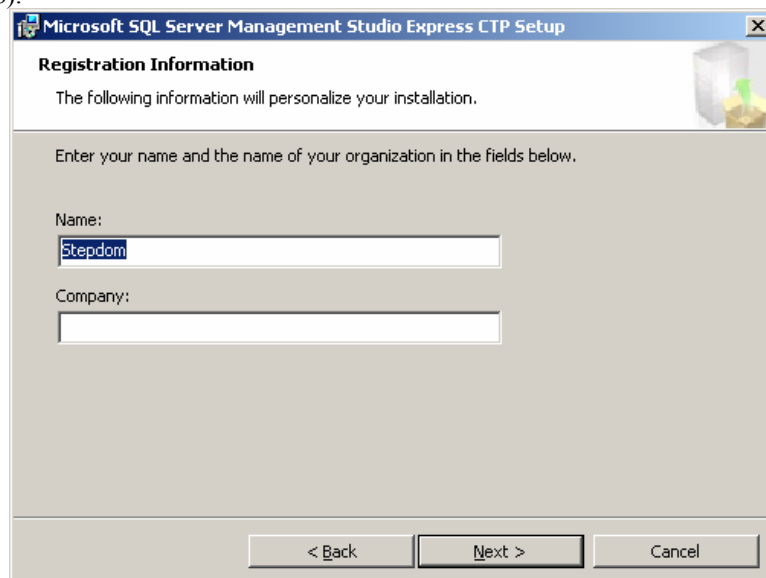 Microsoft SQL Server Management Studio Express CTP Setup
Registration Information
The following information will personalize your installation.
Enter your name and the name of your organization in the fields below.
Name:
Stepdom
Company:
< Back
Next >
Cancel